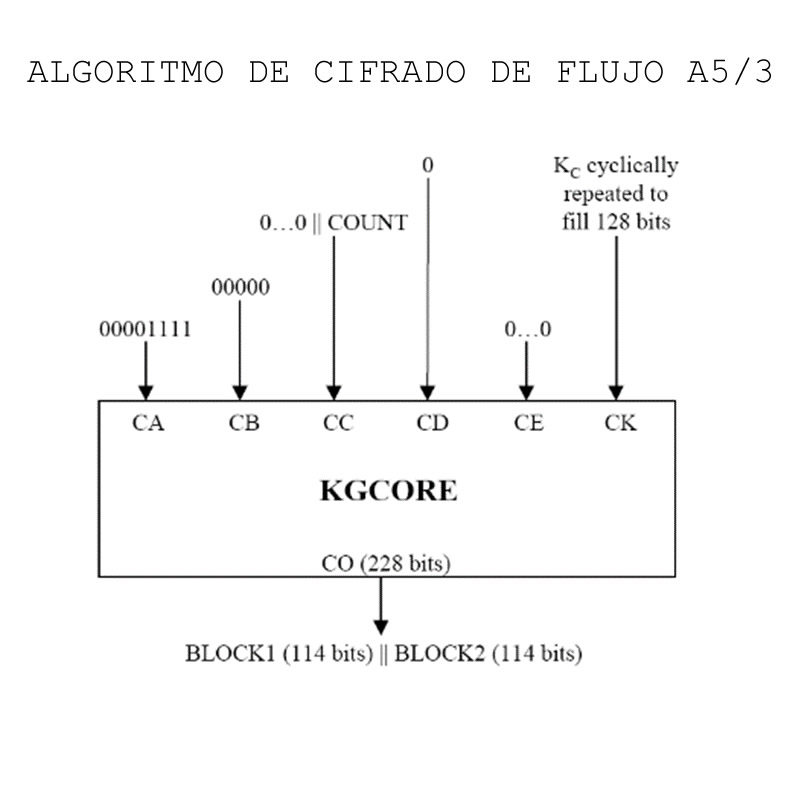 ALGORITMO DE CIFRADO DE FLUJO A5/3
0
K_C cyclically
repeated to
fill 128 bits
0...0 || COUNT
00000
00001111
0...0
CA CB CC CD CE CK
KGCORE
CO (228 bits)
BLOCK1 (114 bits) || BLOCK2 (114 bits)